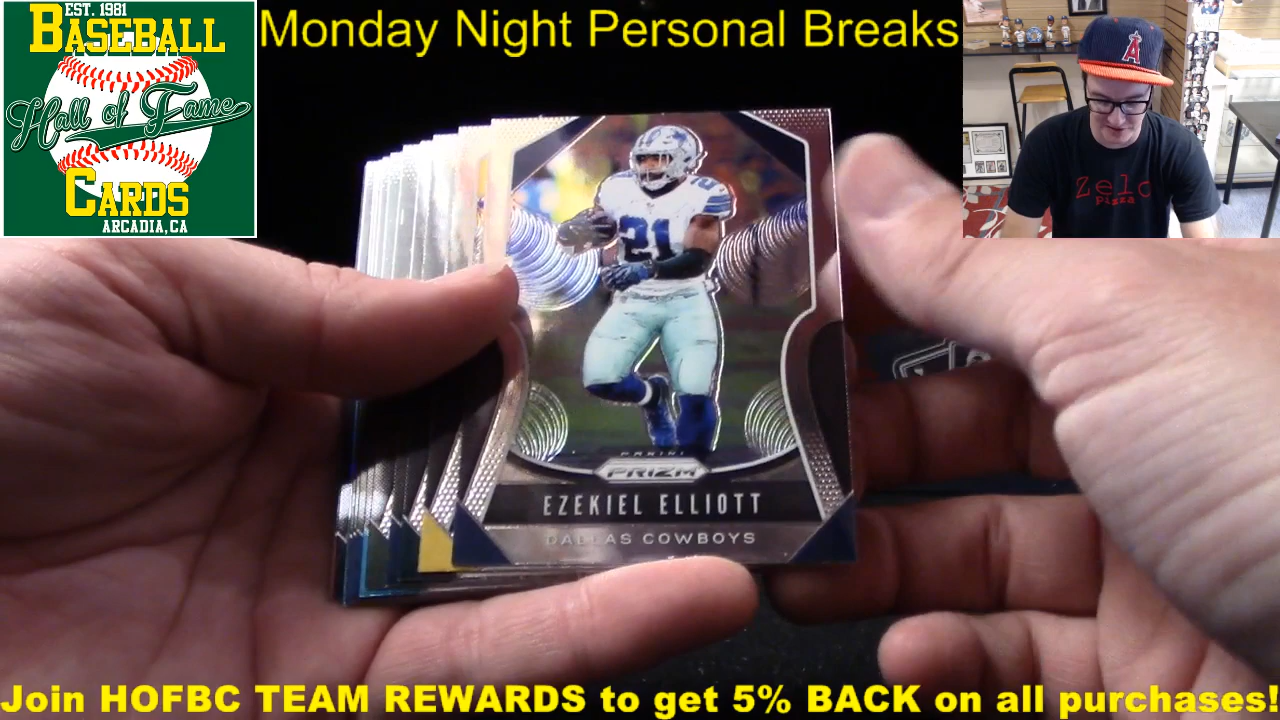 EST. 1981
BASEBALL
Hall of Fame
CARDS
ARCADIA, CA
Monday Night Personal Breaks
A
Zelo
Pizza
21
PANINI
PRIZM
EZEKIEL ELLIOTT
DALLAS COWBOYS
Join HOFBC TEAM REWARDS to get 5% BACK on all purchases!